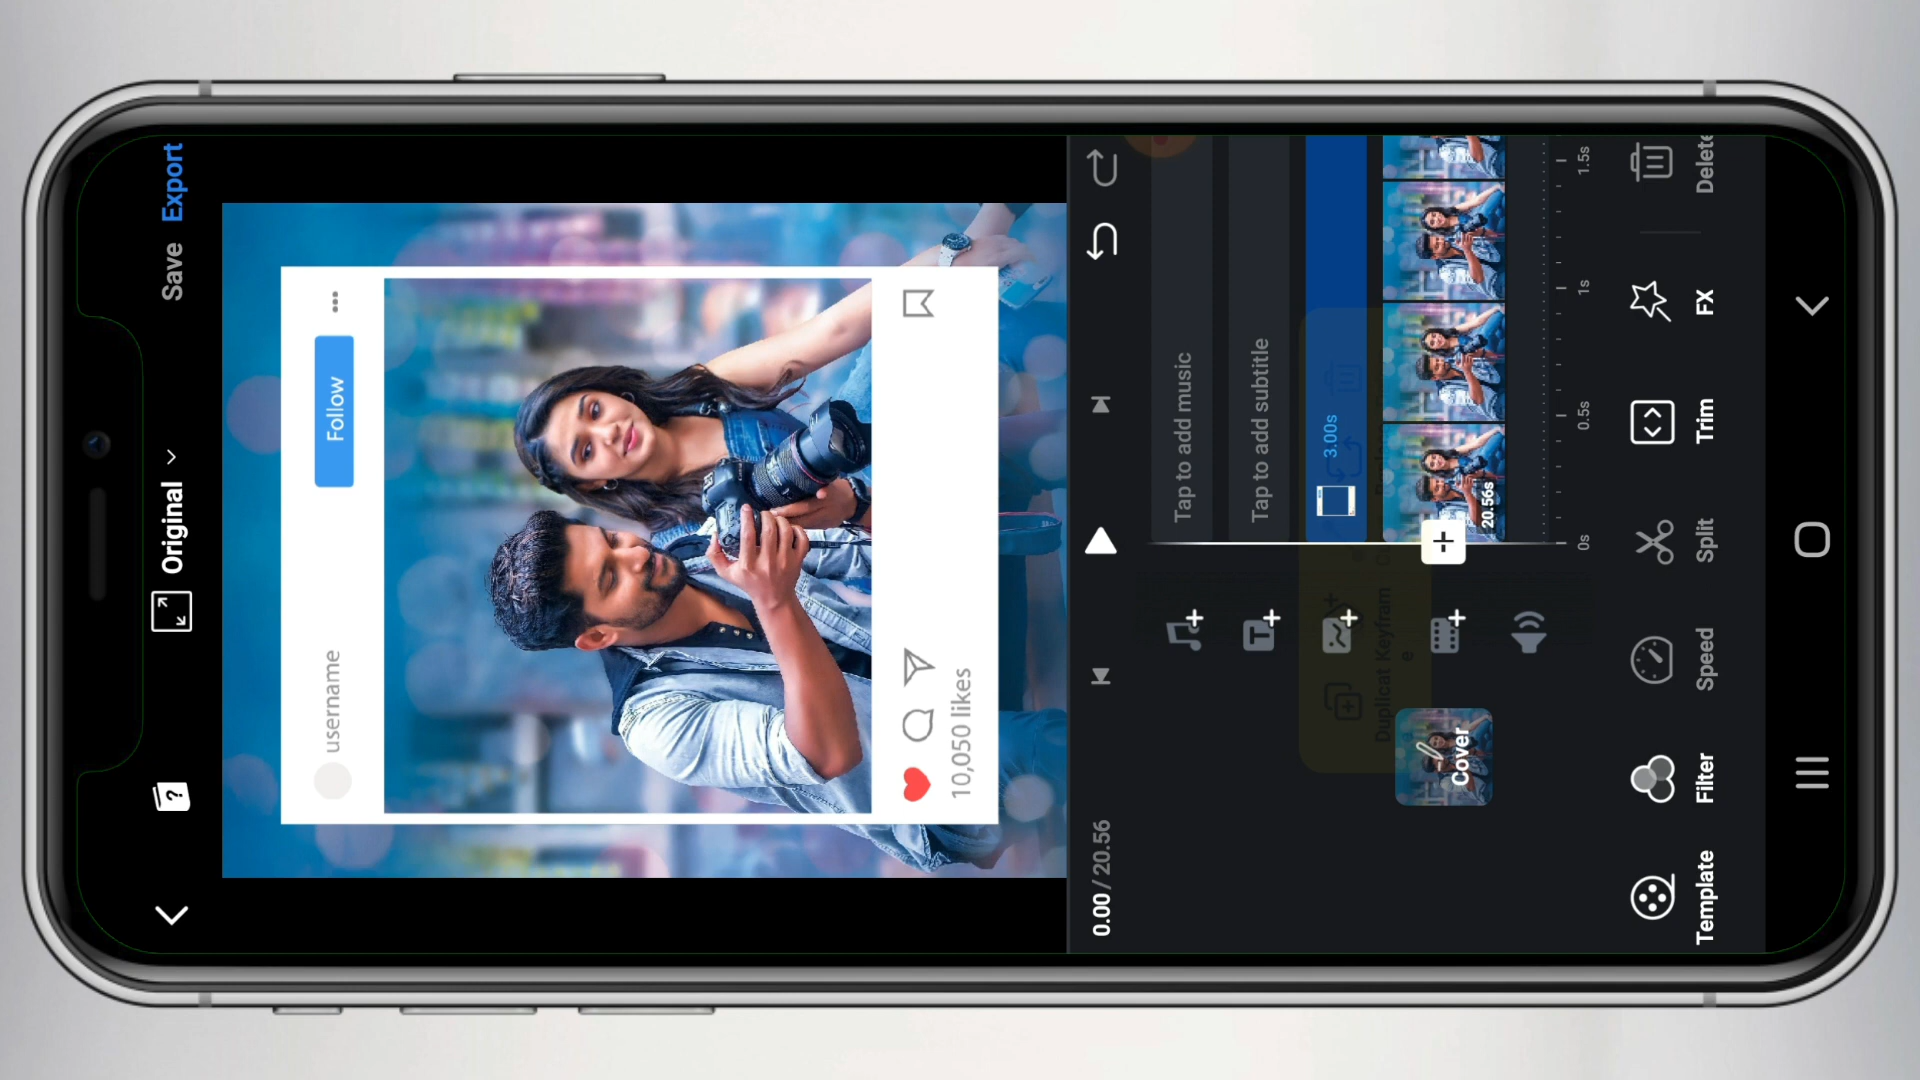 Original
Save
Export
username
Follow
10,050 likes
0.00 / 20.56
Tap to add music
Tap to add subtitle
3.00s
Duplicat Keyfram
e
Cover
20.56s
0s
0.5s
1s
1.5s
Template
Filter
Speed
Split
Trim
FX
Delete